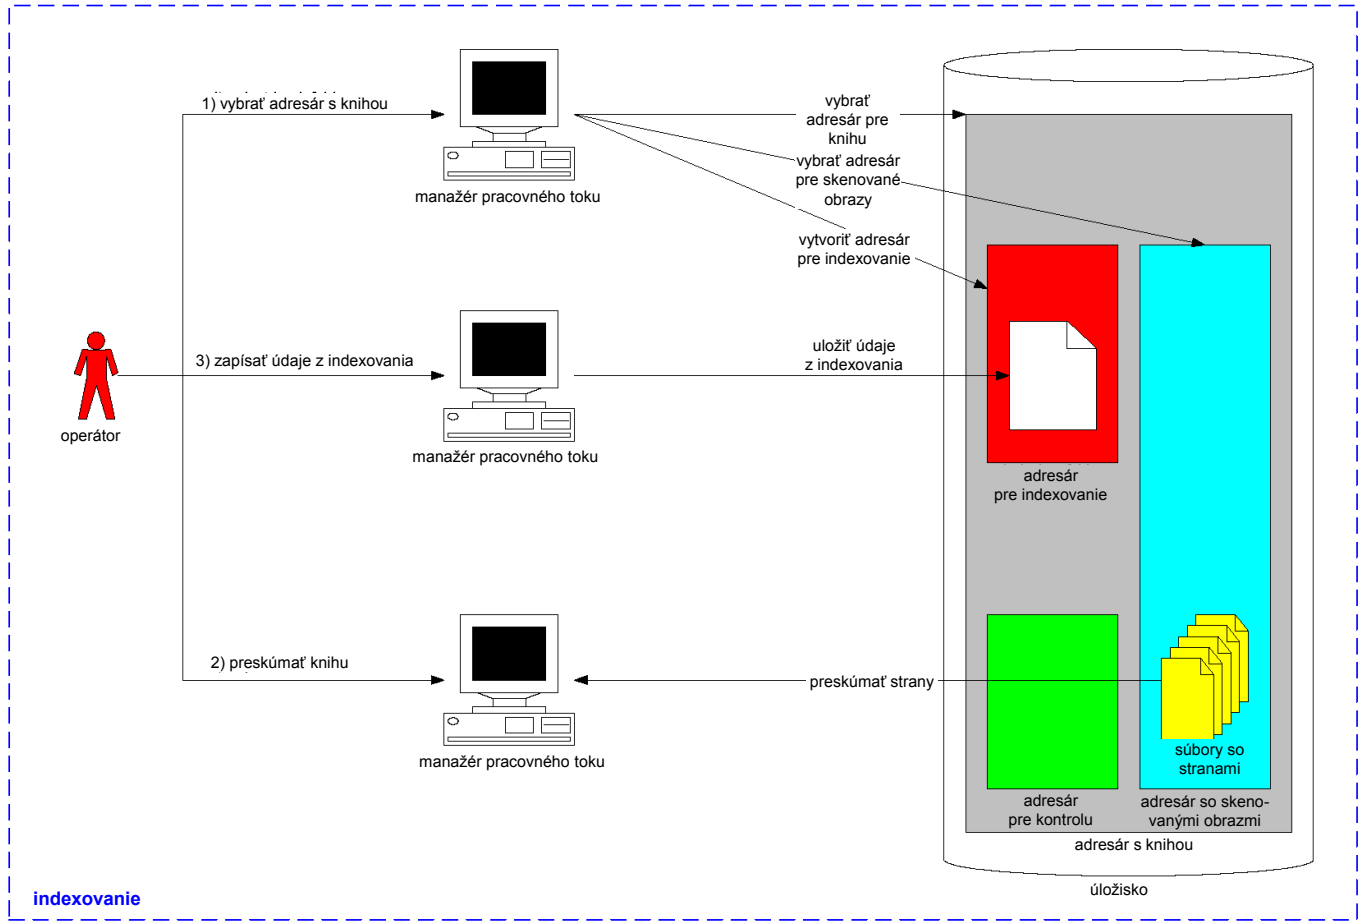 1) vybrať adresár s knihou
manažér pracovného toku
vybrať
adresár pre
knihu
vybrať adresár
pre skenované
obrazy
vytvoriť adresár
pre indexovanie
3) zapísať údaje z indexovania
operátor
manažér pracovného toku
uložiť údaje
z indexovania
adresár
pre indexovanie
2) preskúmať knihu
manažér pracovného toku
preskúmať strany
súbory so
stranami
adresár
pre kontrolu
adresár so skeno-
vanými obrazmi
adresár s knihou
úložisko
indexovanie